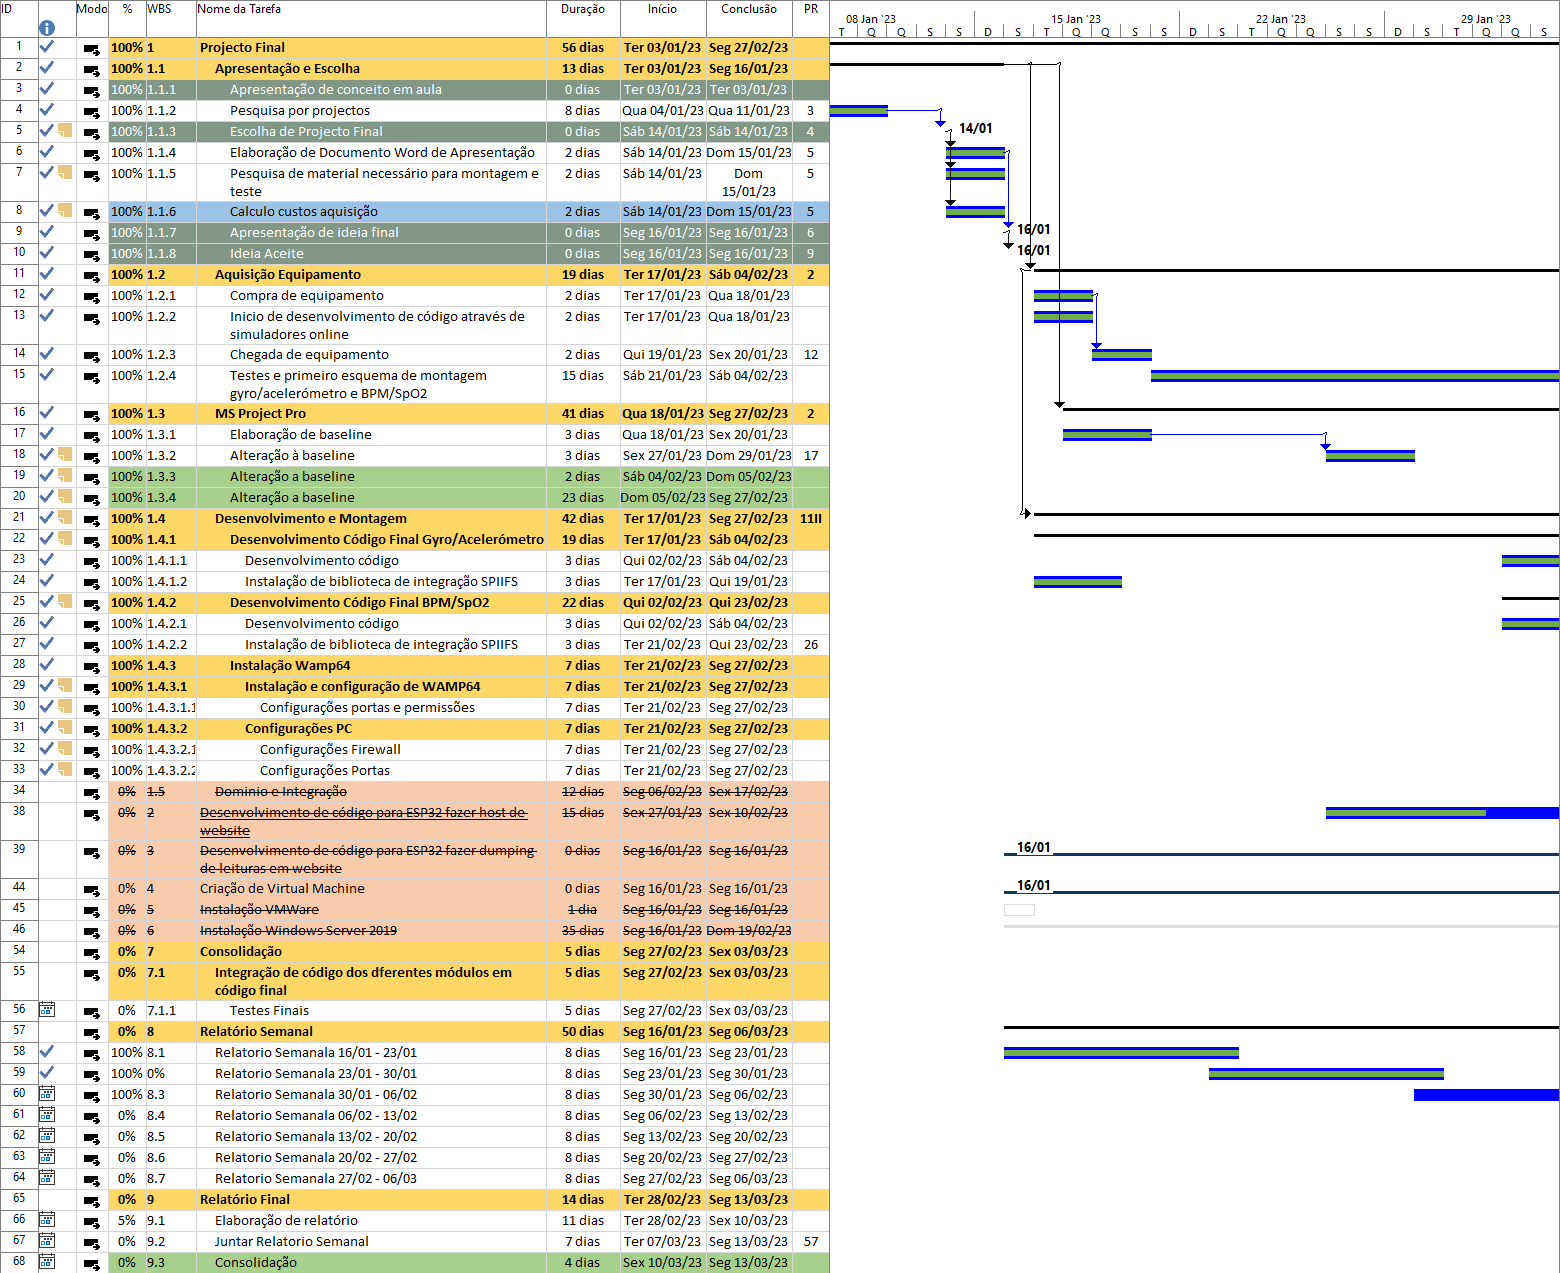 ID Modo % WBS Nome da Tarefa Duração Início Conclusão PR
08 Jan '23 15 Jan '23 22 Jan '23 29 Jan '23
T Q S S D S T Q S S D S T Q S S D S T Q S
1 100% 1 Projecto Final 56 dias Ter 03/01/23 Seg 27/02/23
2 100% 1.1 Apresentação e Escolha 13 dias Ter 03/01/23 Seg 16/01/23
3 100% 1.1.1 Apresentação de conceito em aula 0 dias Ter 03/01/23 Ter 03/01/23
4 100% 1.1.2 Pesquisa por projectos 8 dias Qua 04/01/23 Qua 11/01/23 3
5 100% 1.1.3 Escolha de Projecto Final 0 dias Sáb 14/01/23 Sáb 14/01/23 4 14/01
6 100% 1.1.4 Elaboração de Documento Word de Apresentação 2 dias Sáb 14/01/23 Dom 15/01/23 5
7 100% 1.1.5 Pesquisa de material necessário para montagem e 2 dias Sáb 14/01/23 Dom 5
teste 15/01/23
8 100% 1.1.6 Calculo custos aquisição 2 dias Sáb 14/01/23 Dom 15/01/23 5
9 100% 1.1.7 Apresentação de ideia final 0 dias Seg 16/01/23 Seg 16/01/23 6 16/01
10 100% 1.1.8 Ideia Aceite 0 dias Seg 16/01/23 Seg 16/01/23 9 16/01
11 100% 1.2 Aquisição Equipamento 19 dias Ter 17/01/23 Sáb 04/02/23 2
12 100% 1.2.1 Compra de equipamento 2 dias Ter 17/01/23 Qua 18/01/23
13 100% 1.2.2 Inicio de desenvolvimento de código através de 2 dias Ter 17/01/23 Qua 18/01/23
simuladores online
14 100% 1.2.3 Chegada de equipamento 2 dias Qui 19/01/23 Sex 20/01/23 12
15 100% 1.2.4 Testes e primeiro esquema de montagem 15 dias Sáb 21/01/23 Sáb 04/02/23
gyro/acelerómetro e BPM/SpO2
16 100% 1.3 MS Project Pro 41 dias Qua 18/01/23 Seg 27/02/23 2
17 100% 1.3.1 Elaboração de baseline 3 dias Qua 18/01/23 Sex 20/01/23
18 100% 1.3.2 Alteração à baseline 3 dias Sex 27/01/23 Dom 29/01/23 17
19 100% 1.3.3 Alteração a baseline 2 dias Sáb 04/02/23 Dom 05/02/23
20 100% 1.3.4 Alteração a baseline 23 dias Dom 05/02/23 Seg 27/02/23
21 100% 1.4 Desenvolvimento e Montagem 42 dias Ter 17/01/23 Seg 27/02/23 11II
22 100% 1.4.1 Desenvolvimento Código Final Gyro/Acelerómetro 19 dias Ter 17/01/23 Sáb 04/02/23
23 100% 1.4.1.1 Desenvolvimento código 3 dias Qui 02/02/23 Sáb 04/02/23
24 100% 1.4.1.2 Instalação de biblioteca de integração SPIIFS 3 dias Ter 17/01/23 Qui 19/01/23
25 100% 1.4.2 Desenvolvimento Código Final BPM/SpO2 22 dias Qui 02/02/23 Qui 23/02/23
26 100% 1.4.2.1 Desenvolvimento código 3 dias Qui 02/02/23 Sáb 04/02/23
27 100% 1.4.2.2 Instalação de biblioteca de integração SPIIFS 3 dias Ter 21/02/23 Qui 23/02/23 26
28 100% 1.4.3 Instalação Wamp64 7 dias Ter 21/02/23 Seg 27/02/23
29 100% 1.4.3.1 Instalação e configuração de WAMP64 7 dias Ter 21/02/23 Seg 27/02/23
30 100% 1.4.3.1.1 Configurações portas e permissões 7 dias Ter 21/02/23 Seg 27/02/23
31 100% 1.4.3.2 Configurações PC 7 dias Ter 21/02/23 Seg 27/02/23
32 100% 1.4.3.2.1 Configurações Firewall 7 dias Ter 21/02/23 Seg 27/02/23
33 100% 1.4.3.2.2 Configurações Portas 7 dias Ter 21/02/23 Seg 27/02/23
34 0% 1.5 Dominio e Integração 12 dias Seg 06/02/23 Sex 17/02/23
38 0% 2 Desenvolvimento de código para ESP32 fazer host de 15 dias Sex 27/01/23 Sex 10/02/23
website
39 0% 3 Desenvolvimento de código para ESP32 fazer dumping 0 dias Seg 16/01/23 Seg 16/01/23 16/01
de leituras em website
44 0% 4 Criação de Virtual Machine 0 dias Seg 16/01/23 Seg 16/01/23 16/01
45 0% 5 Instalação VMWare 1 dia Seg 16/01/23 Seg 16/01/23
46 0% 6 Instalação Windows Server 2019 35 dias Seg 16/01/23 Dom 19/02/23
54 0% 7 Consolidação 5 dias Seg 27/02/23 Sex 03/03/23
55 0% 7.1 Integração de código dos dferentes módulos em 5 dias Seg 27/02/23 Sex 03/03/23
código final
56 0% 7.1.1 Testes Finais 5 dias Seg 27/02/23 Sex 03/03/23
57 0% 8 Relatório Semanal 50 dias Seg 16/01/23 Seg 06/03/23
58 100% 8.1 Relatorio Semanala 16/01 - 23/01 8 dias Seg 16/01/23 Seg 23/01/23
59 100% 0% Relatorio Semanala 23/01 - 30/01 8 dias Seg 23/01/23 Seg 30/01/23
60 100% 8.3 Relatorio Semanala 30/01 - 06/02 8 dias Seg 30/01/23 Seg 06/02/23
61 0% 8.4 Relatorio Semanala 06/02 - 13/02 8 dias Seg 06/02/23 Seg 13/02/23
62 0% 8.5 Relatorio Semanala 13/02 - 20/02 8 dias Seg 13/02/23 Seg 20/02/23
63 0% 8.6 Relatorio Semanala 20/02 - 27/02 8 dias Seg 20/02/23 Seg 27/02/23
64 0% 8.7 Relatorio Semanala 27/02 - 06/03 8 dias Seg 27/02/23 Seg 06/03/23
65 0% 9 Relatório Final 14 dias Ter 28/02/23 Seg 13/03/23
66 5% 9.1 Elaboração de relatório 11 dias Ter 28/02/23 Sex 10/03/23
67 0% 9.2 Juntar Relatorio Semanal 7 dias Ter 07/03/23 Seg 13/03/23 57
68 0% 9.3 Consolidação 4 dias Sex 10/03/23 Seg 13/03/23